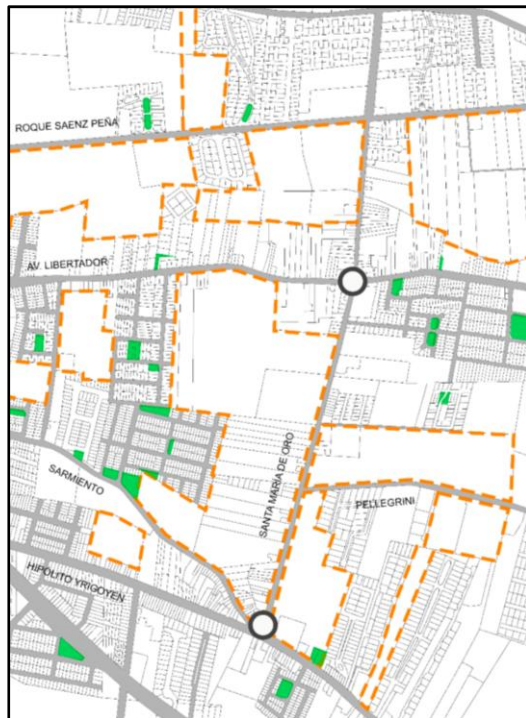 ROQUE SAENZ PEÑA
AV. LIBERTADOR
SANTA MARIA DE ORO
SARMIENTO
PELLEGRINI
HIPOLITO YRIGOYEN